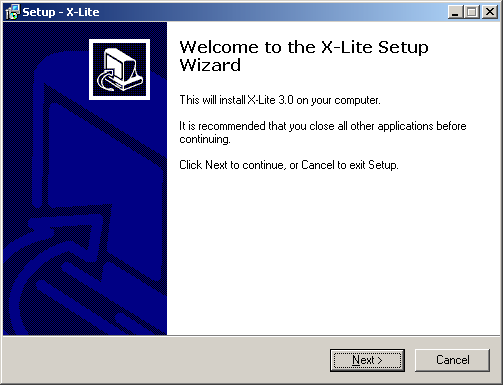 Setup - X-Lite
Welcome to the X-Lite Setup
Wizard
This will install X-Lite 3.0 on your computer.
It is recommended that you close all other applications before
continuing.
Click Next to continue, or Cancel to exit Setup.
Next >
Cancel